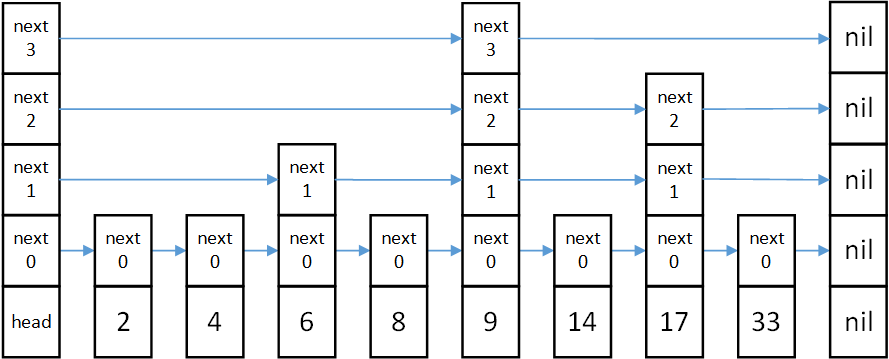 next next nil
3 3
next next next nil
2 2 2
next next next next nil
1 1 1 1
next next next next next next next next next nil
0 0 0 0 0 0 0 0 0
head 2 4 6 8 9 14 17 33 nil